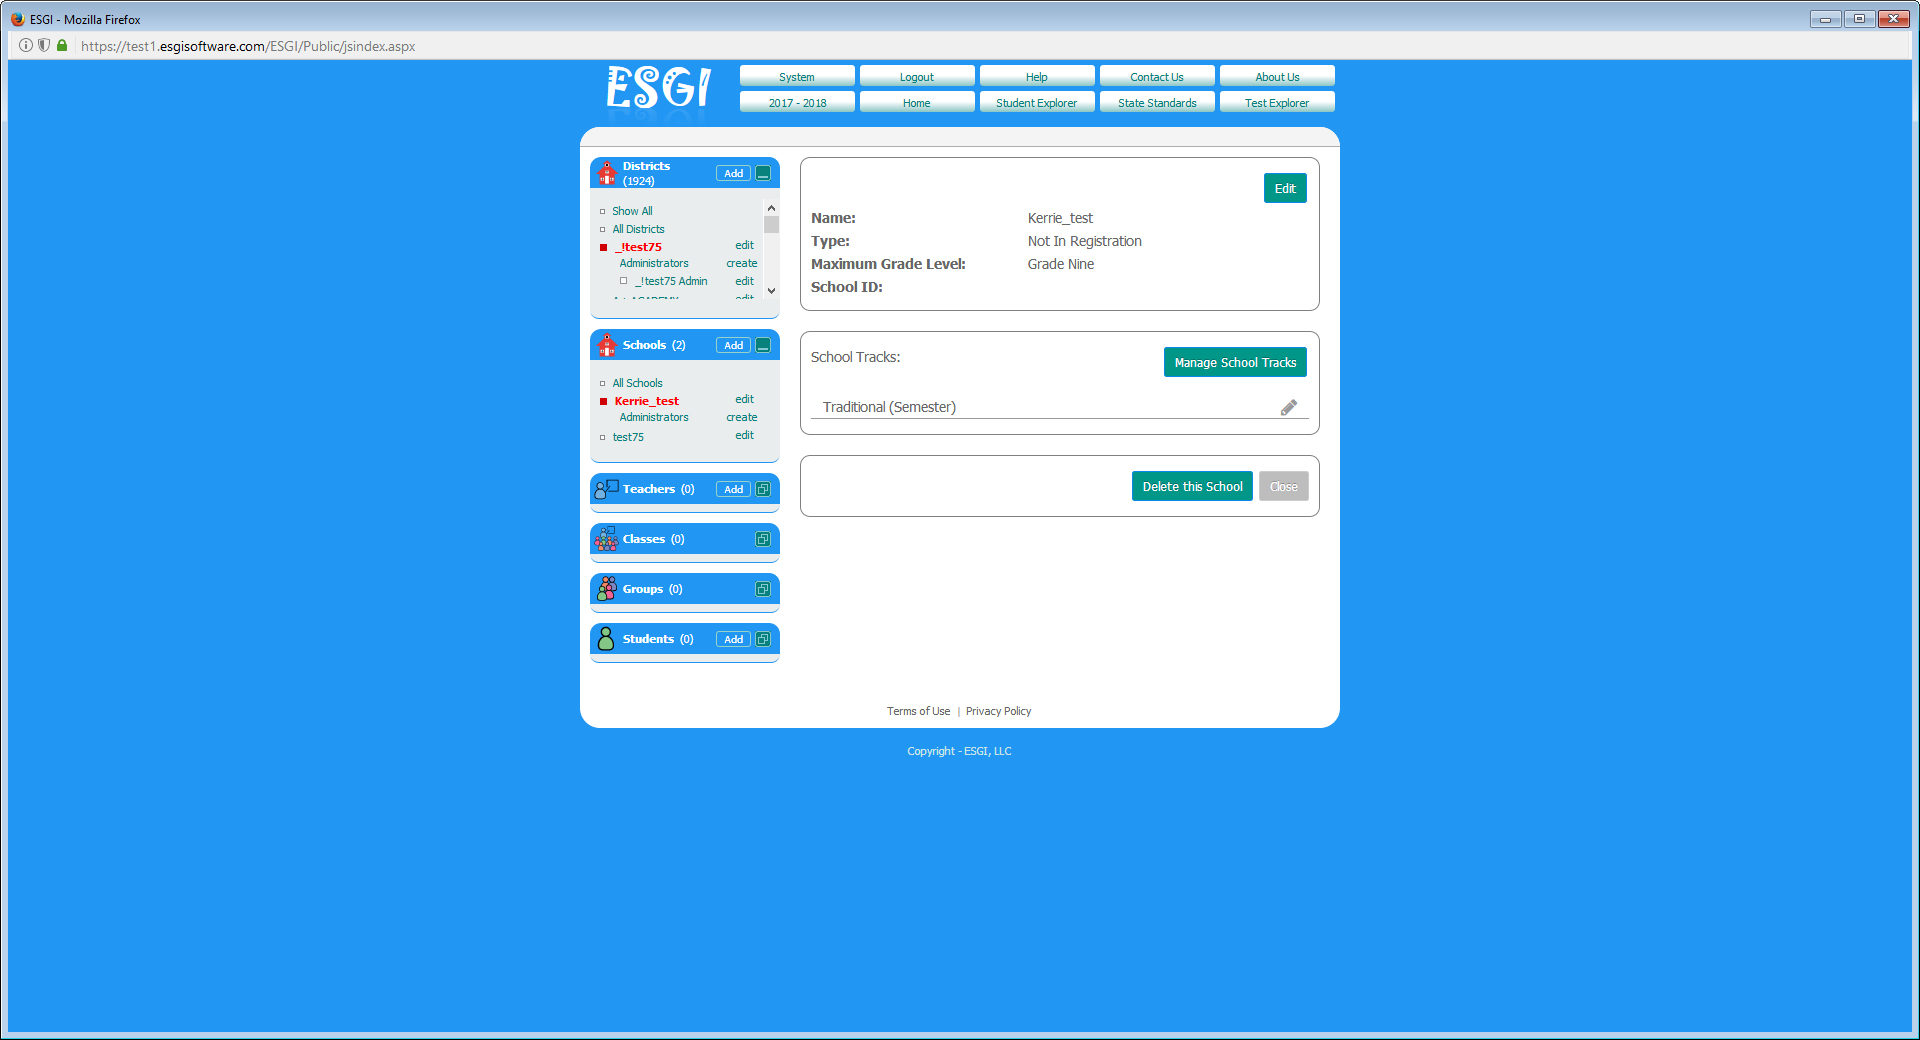 ESGI - Mozilla Firefox
https://test1.esgisoftware.com/ESGI/Public/jsindex.aspx
ESGI
System Logout Help Contact Us About Us
2017 - 2018 Home Student Explorer State Standards Test Explorer
Districts
(1924)
Add
Show All
All Districts
_!test75 edit
Administrators create
_!test75 Admin edit
ACADEMY edit
Schools (2) Add
All Schools
Kerrie_test edit
Administrators create
test75 edit
Teachers (0) Add
Classes (0)
Groups (0)
Students (0) Add
Edit
Name: Kerrie_test
Type: Not In Registration
Maximum Grade Level: Grade Nine
School ID:
School Tracks: Manage School Tracks
Traditional (Semester)
Delete this School Close
Terms of Use | Privacy Policy
Copyright - ESGI, LLC